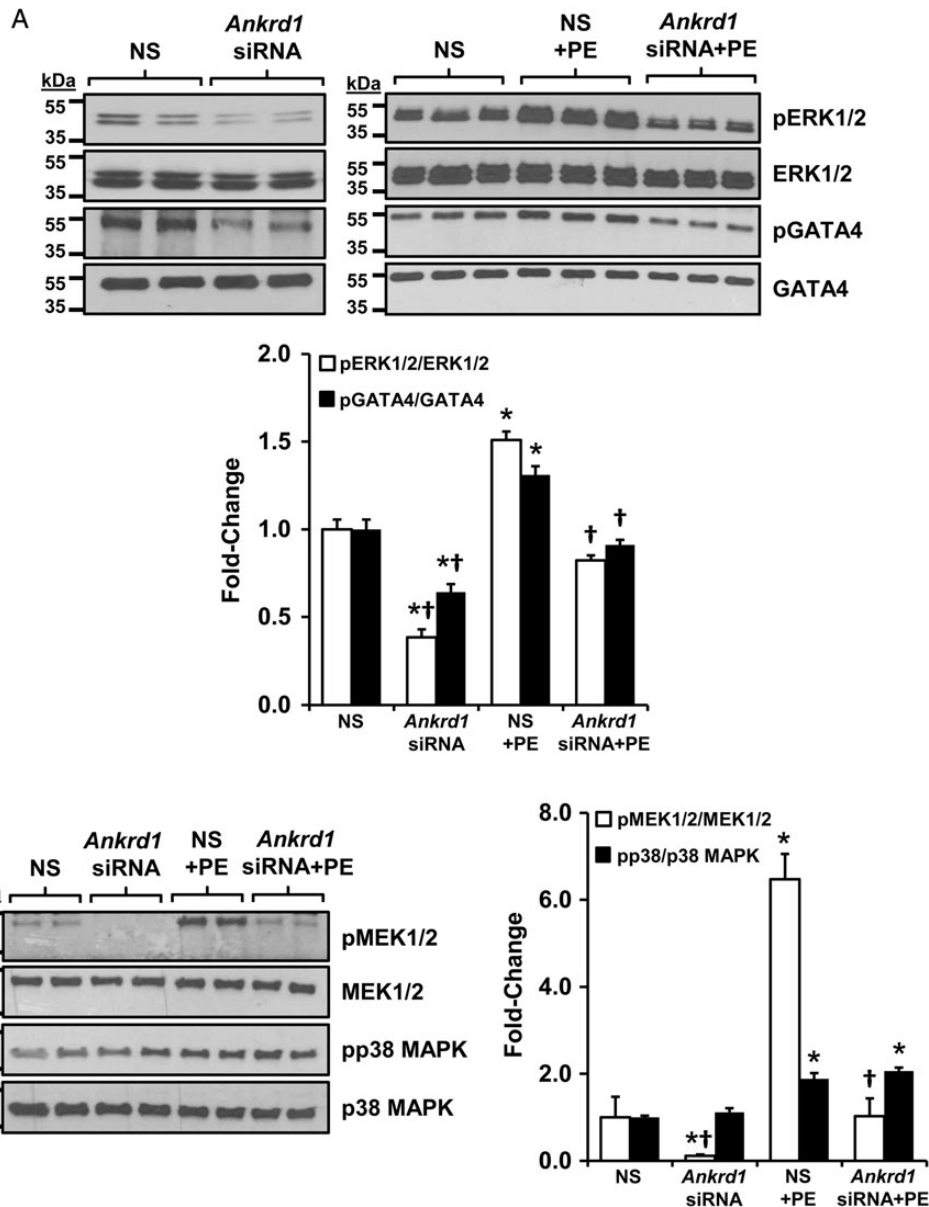 A
NS
Ankrd1
siRNA
NS
NS
+PE
Ankrd1
siRNA+PE
kDa
55
35
55
35
55
35
55
35
kDa
55
35
55
35
55
35
55
35
pERK1/2
ERK1/2
pGATA4
GATA4
2.0
1.5
1.0
0.5
0.0
Fold-Change
pERK1/2/ERK1/2
pGATA4/GATA4
*†
*†
*
*
†
†
NS
Ankrd1
siRNA
NS
+PE
Ankrd1
siRNA+PE
NS
Ankrd1
siRNA
NS
+PE
Ankrd1
siRNA+PE
pMEK1/2
MEK1/2
pp38 MAPK
p38 MAPK
8.0
6.0
4.0
2.0
0.0
Fold-Change
pMEK1/2/MEK1/2
pp38/p38 MAPK
*†
*
*
†
*
NS
Ankrd1
siRNA
NS
+PE
Ankrd1
siRNA+PE